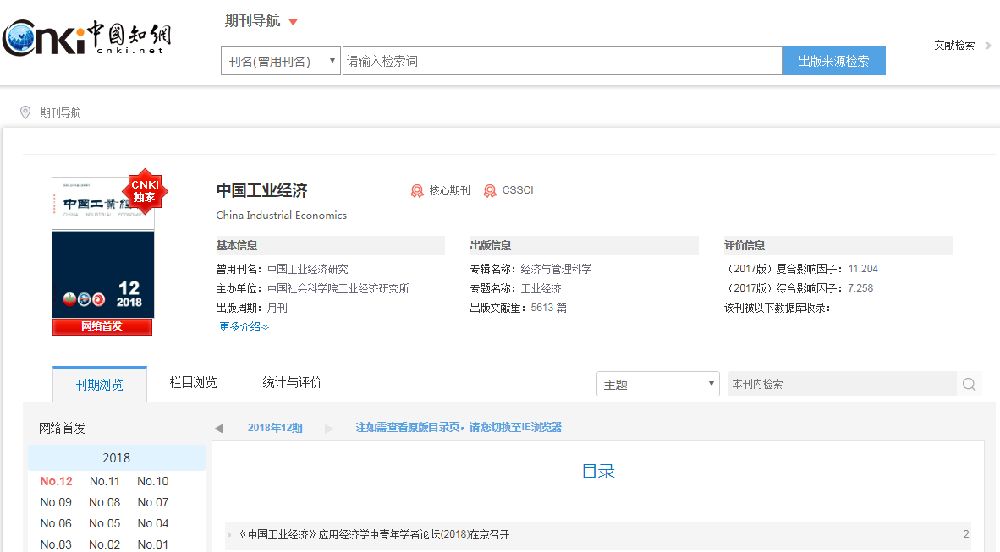 期刊导航
Cnki中國知網
cnki.net
刊名(曾用刊名)
请输入检索词
出版来源检索
文献检索
期刊导航
CNKI
独家
中国工业经济
CHINA INDUSTRIAL ECONOMICS
12
2018
网络首发
中国工业经济
核心期刊
CSSCI
China Industrial Economics
基本信息
出版信息
评价信息
曾用刊名：中国工业经济研究
专辑名称：经济与管理科学
（2017版）复合影响因子：11.204
主办单位：中国社会科学院工业经济研究所
专题名称：工业经济
（2017版）综合影响因子：7.258
出版周期：月刊
出版文献量：5613 篇
该刊被以下数据库收录：
更多介绍
刊期浏览
栏目浏览
统计与评价
主题
本刊内检索
网络首发
2018年12期
注如需查看原版目录页，请您切换至IE浏览器
2018
目录
No.12 No.11 No.10
No.09 No.08 No.07
No.06 No.05 No.04
No.03 No.02 No.01
《中国工业经济》应用经济学中青年学者论坛(2018)在京召开
2